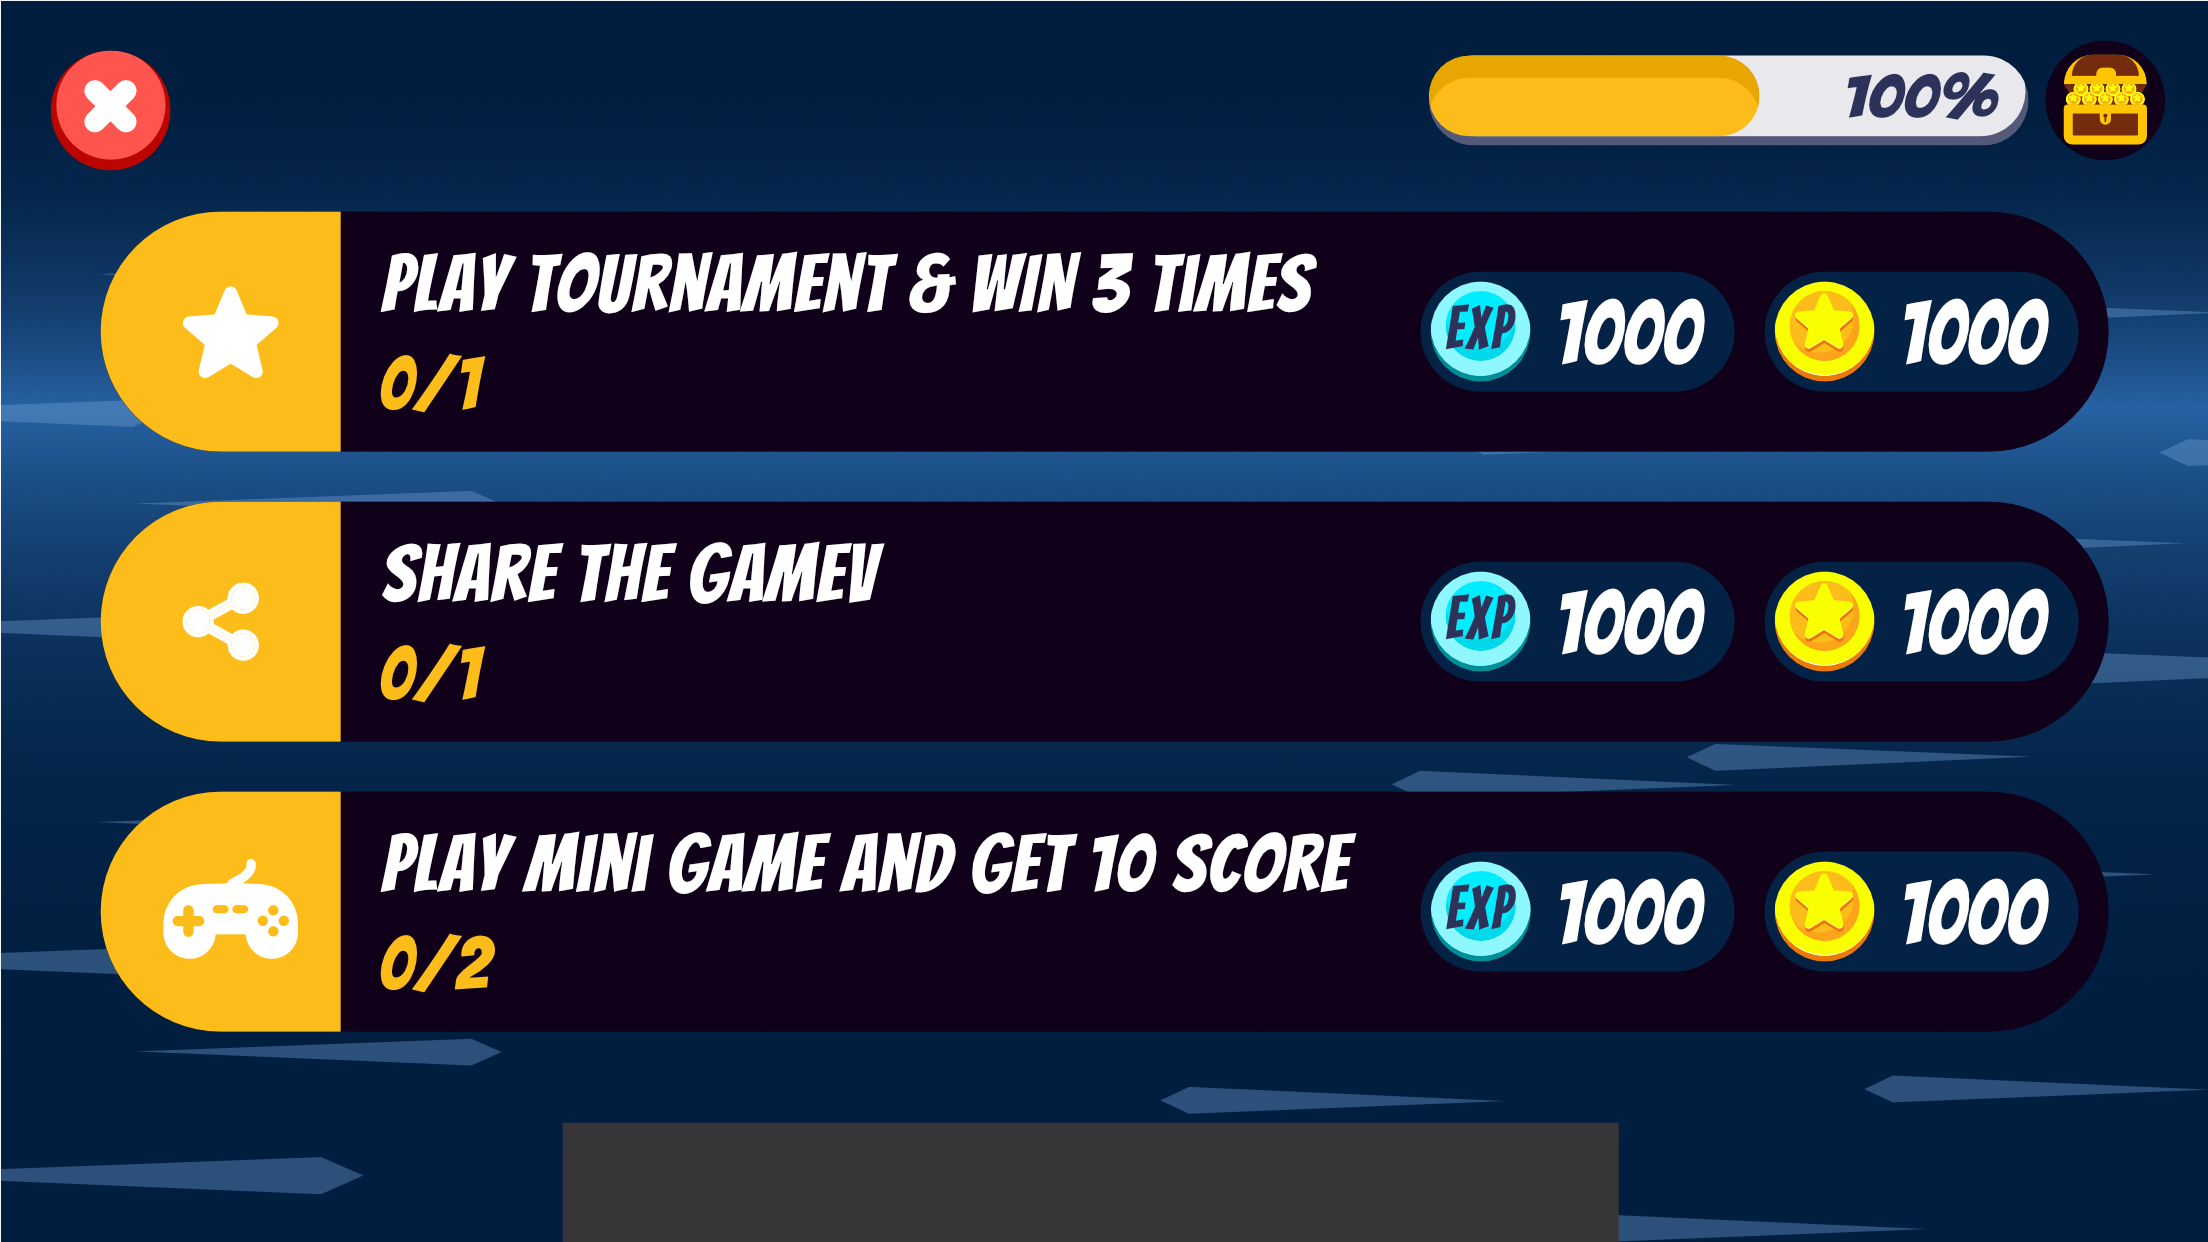 100%
PLAY TOURNAMENT & WIN 3 TIMES
0/1
EXP 1000 1000
SHARE THE GAMEV
0/1
EXP 1000 1000
PLAY MINI GAME AND GET 10 SCORE
0/2
EXP 1000 1000